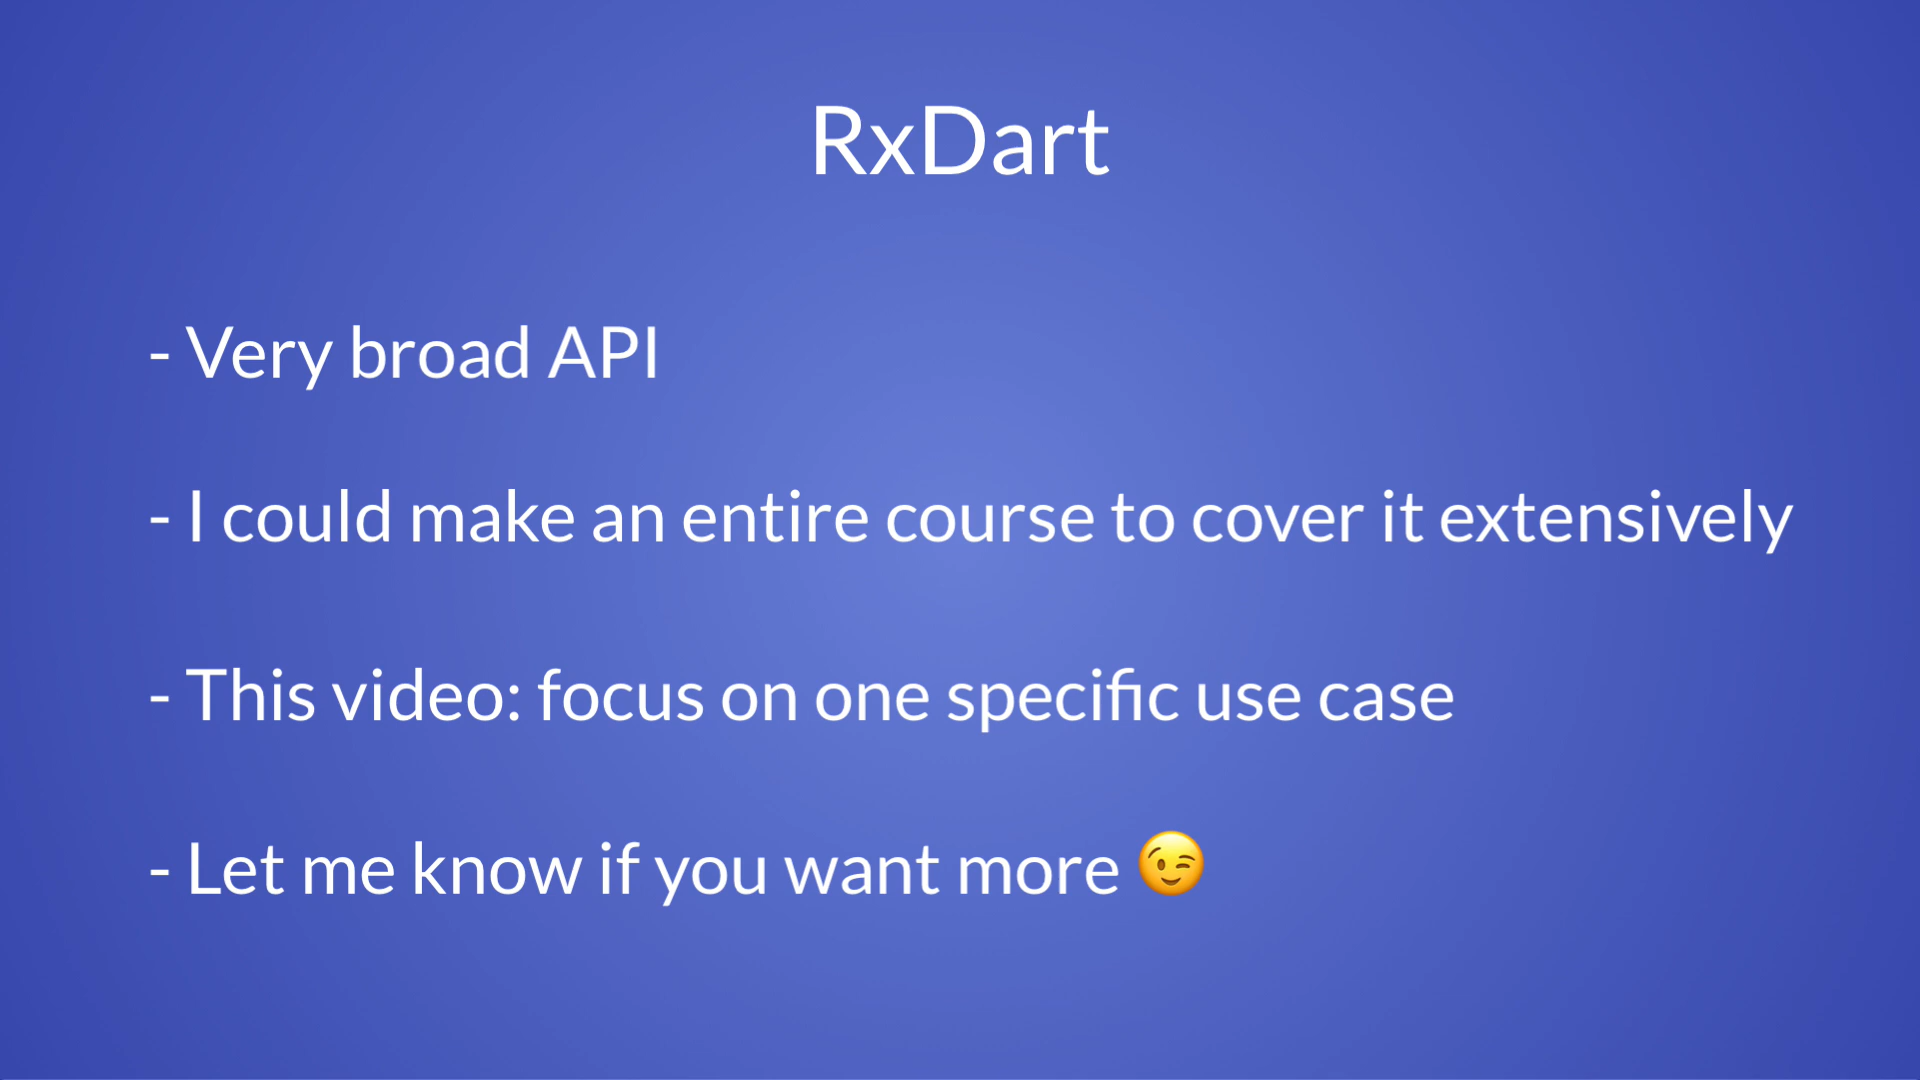 RxDart
- Very broad API
- I could make an entire course to cover it extensively
- This video: focus on one specific use case
- Let me know if you want more 😉